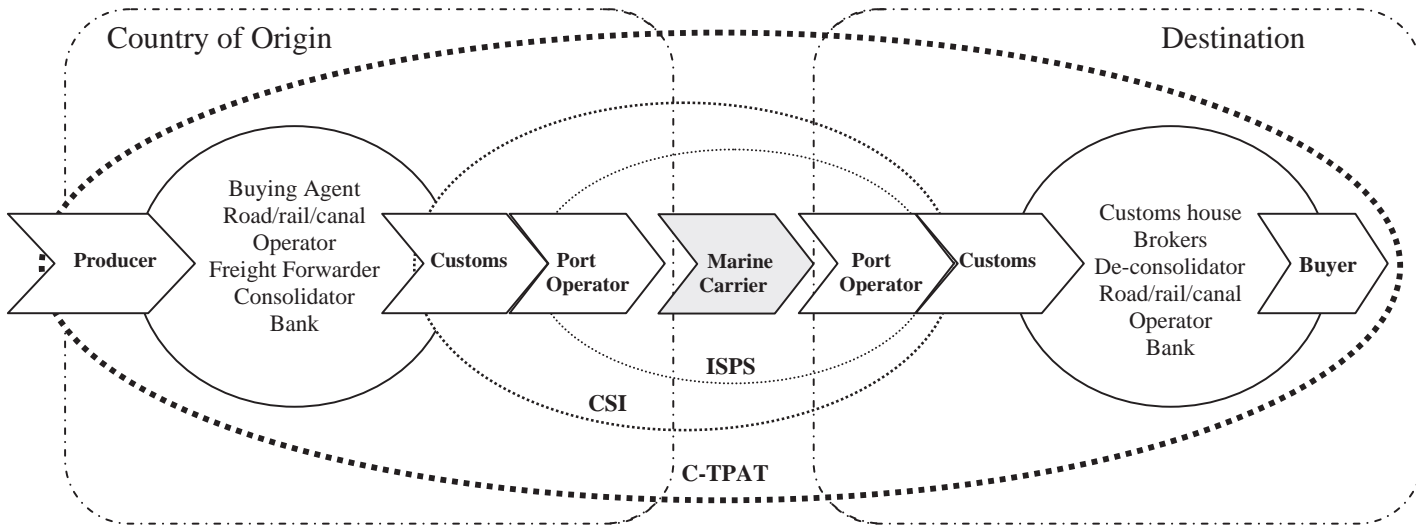 Country of Origin
Destination
Producer
Buying Agent
Road/rail/canal
Operator
Freight Forwarder
Consolidator
Bank
Customs
Port
Operator
Marine
Carrier
Port
Operator
Customs
Customs house
Brokers
De-consolidator
Road/rail/canal
Operator
Bank
Buyer
ISPS
CSI
C-TPAT